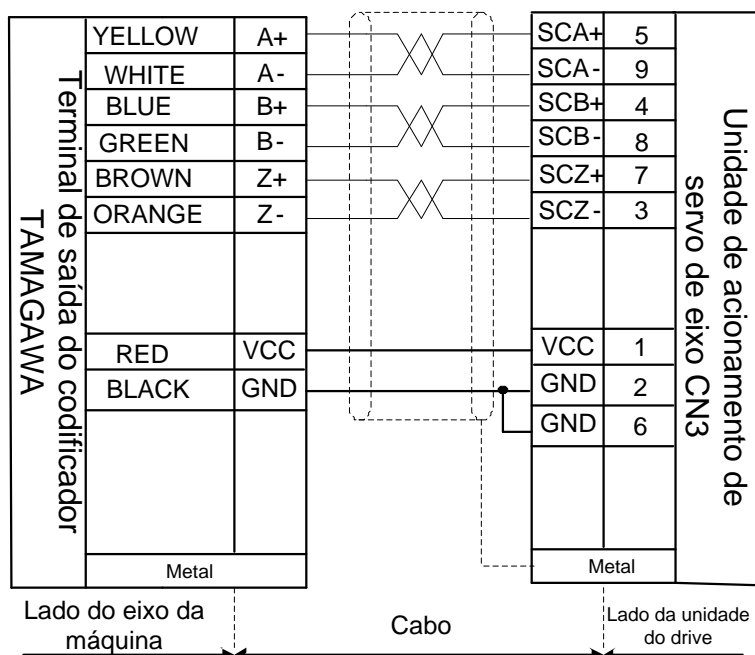 Terminal de saída do codificador
TAMAGAWA
YELLOW A+
WHITE A-
BLUE B+
GREEN B-
BROWN Z+
ORANGE Z-
RED VCC
BLACK GND
Metal
SCA+ 5
SCA- 9
SCB+ 4
SCB- 8
SCZ+ 7
SCZ- 3
VCC 1
GND 2
GND 6
Metal
Unidade de acionamento de
servo de eixo CN3
Lado do eixo da
máquina
Cabo
Lado da unidade
do drive